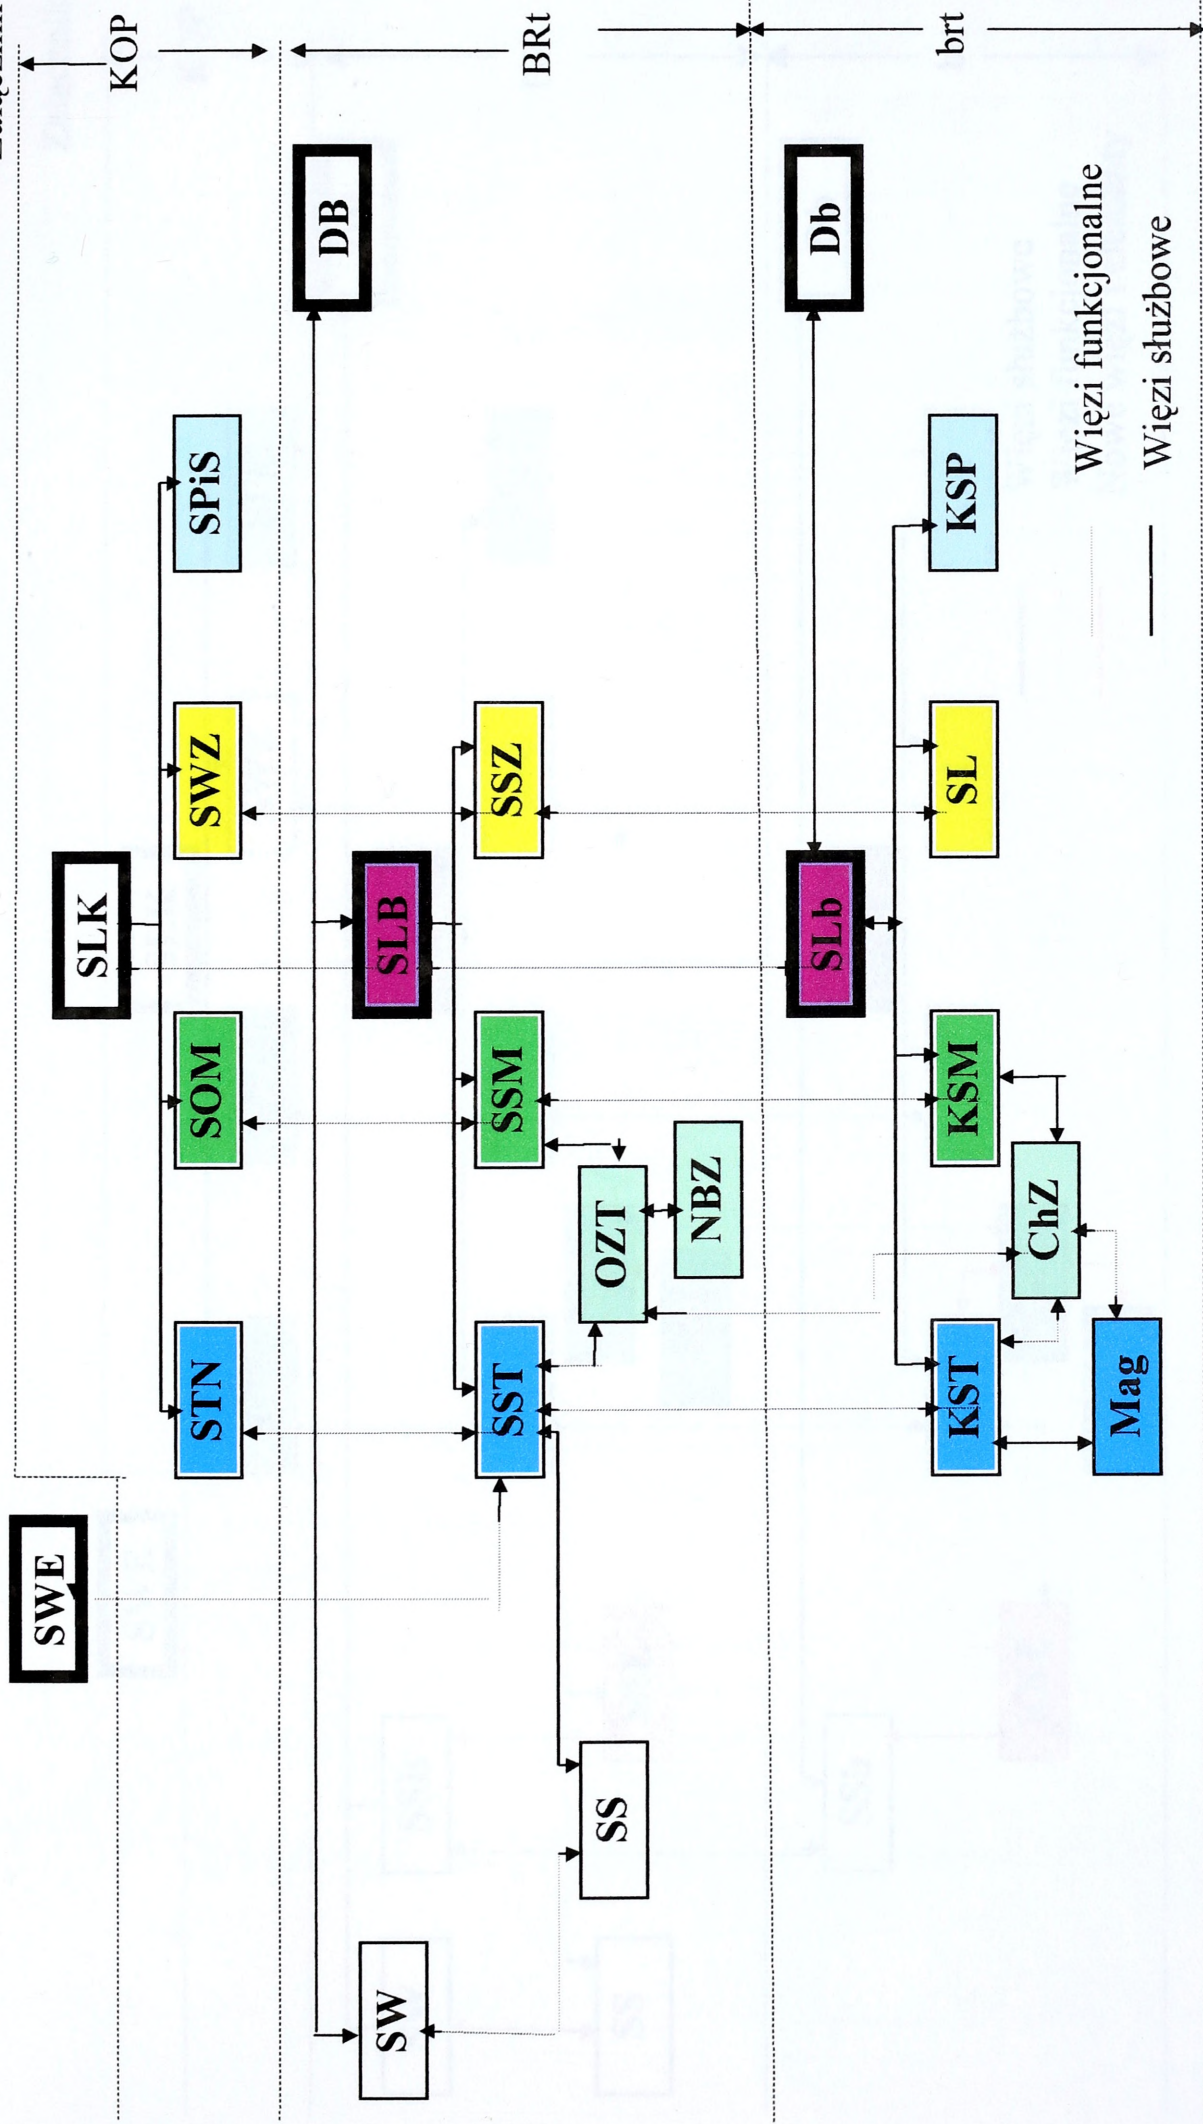 SWE
SLK
KOP
STN
SOM
SWZ
SPiS
DB
SW
SLB
SST
SSM
SSZ
BRt
SS
OZT
NBZ
SLb
Db
KST
KSM
SL
KSP
brt
ChZ
Mag
Więzi funkcjonalne
Więzi służbowe